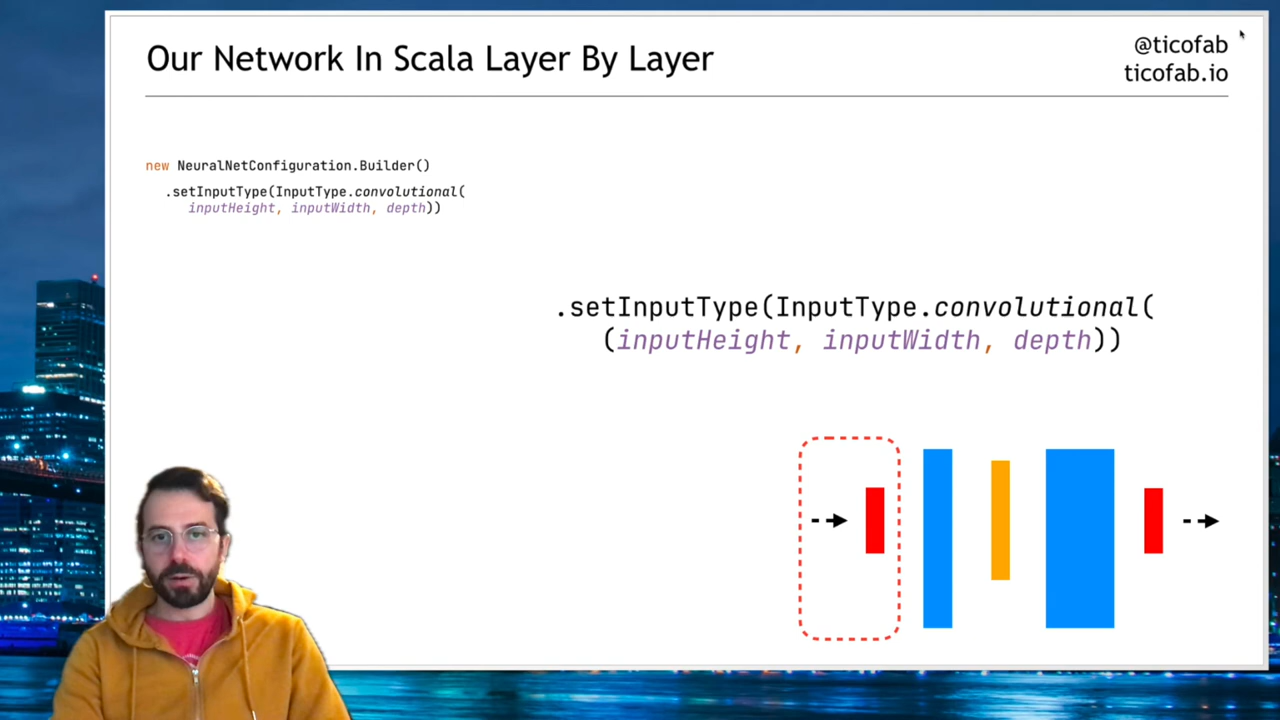 Our Network In Scala Layer By Layer
@ticofab
ticofab.io
new NeuralNetConfiguration.Builder()
.setInputType(InputType.convolutional(
inputHeight, inputWidth, depth))
.setInputType(InputType.convolutional(
(inputHeight, inputWidth, depth))